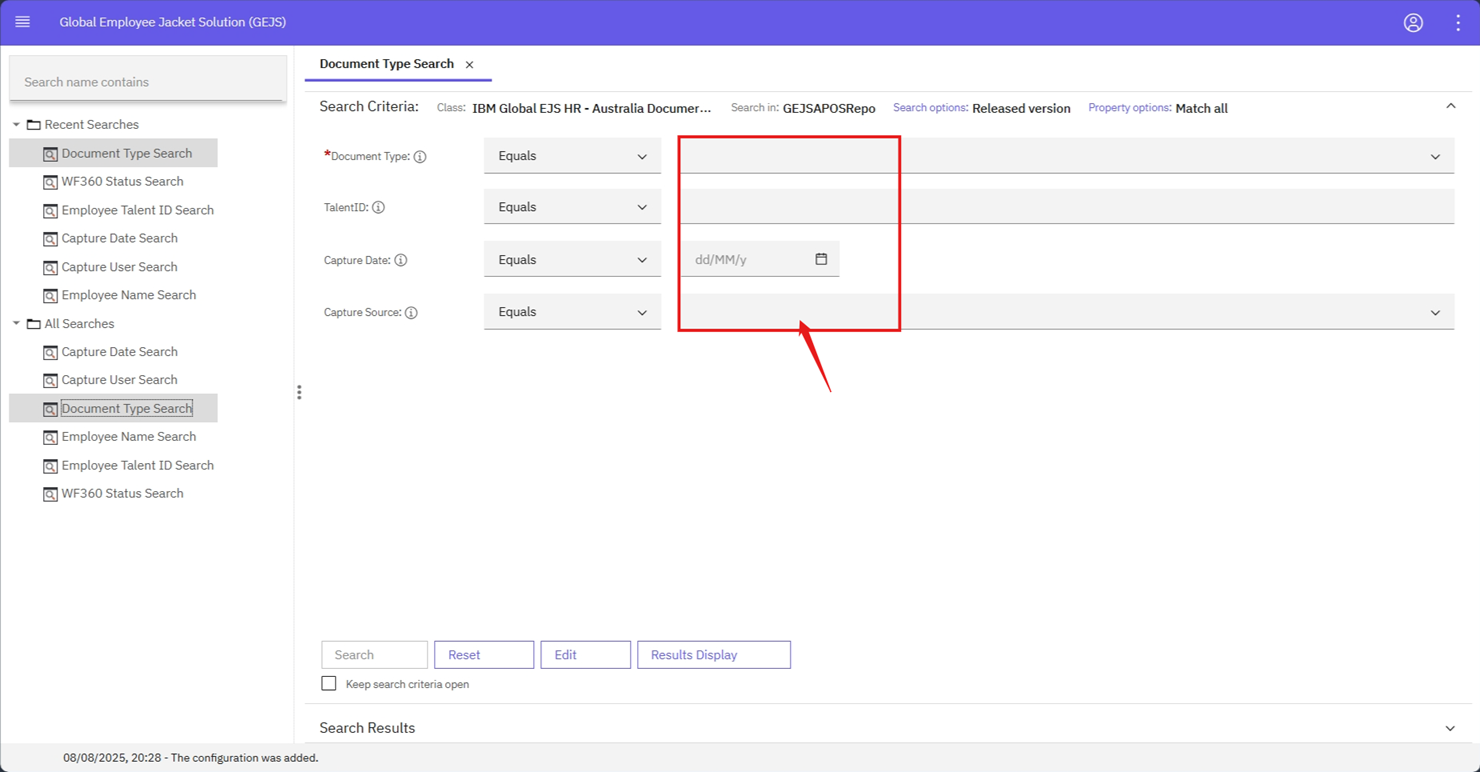 Global Employee Jacket Solution (GEJS)
Search name contains
Recent Searches
Document Type Search
WF360 Status Search
Employee Talent ID Search
Capture Date Search
Capture User Search
Employee Name Search
All Searches
Capture Date Search
Capture User Search
Document Type Search
Employee Name Search
Employee Talent ID Search
WF360 Status Search
Document Type Search
Search Criteria: Class: IBM Global EJS HR - Australia Documer... Search in: GEJSAPOSRepo Search options: Released version Property options: Match all
*Document Type: Equals
TalentID: Equals
Capture Date: Equals dd/MM/y
Capture Source: Equals
Search Reset Edit Results Display
Keep search criteria open
Search Results
08/08/2025, 20:28 - The configuration was added.